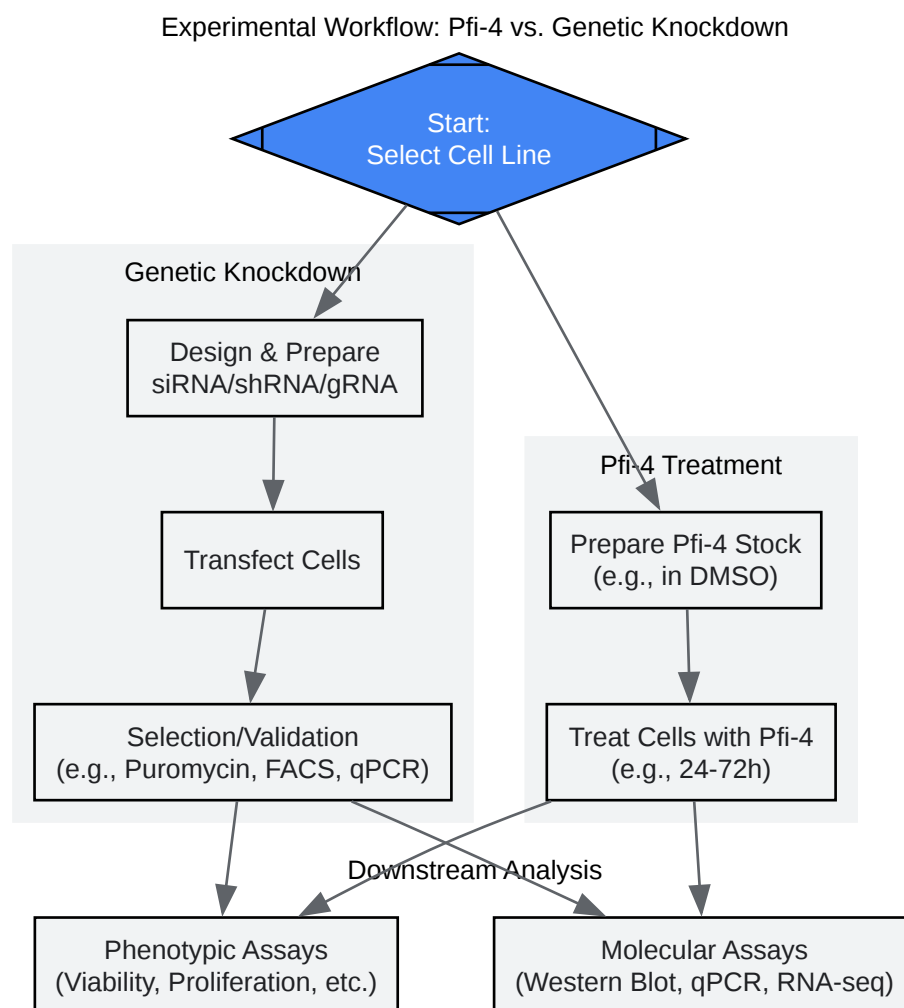 Experimental Workflow: Pfi-4 vs. Genetic Knockdown
Start:
Select Cell Line
Genetic Knockdown
Design & Prepare
siRNA/shRNA/gRNA
Transfect Cells
Selection/Validation
(e.g., Puromycin, FACS, qPCR)
Pfi-4 Treatment
Prepare Pfi-4 Stock
(e.g., in DMSO)
Treat Cells with Pfi-4
(e.g., 24-72h)
Downstream Analysis
Phenotypic Assays
(Viability, Proliferation, etc.)
Molecular Assays
(Western Blot, qPCR, RNA-seq)